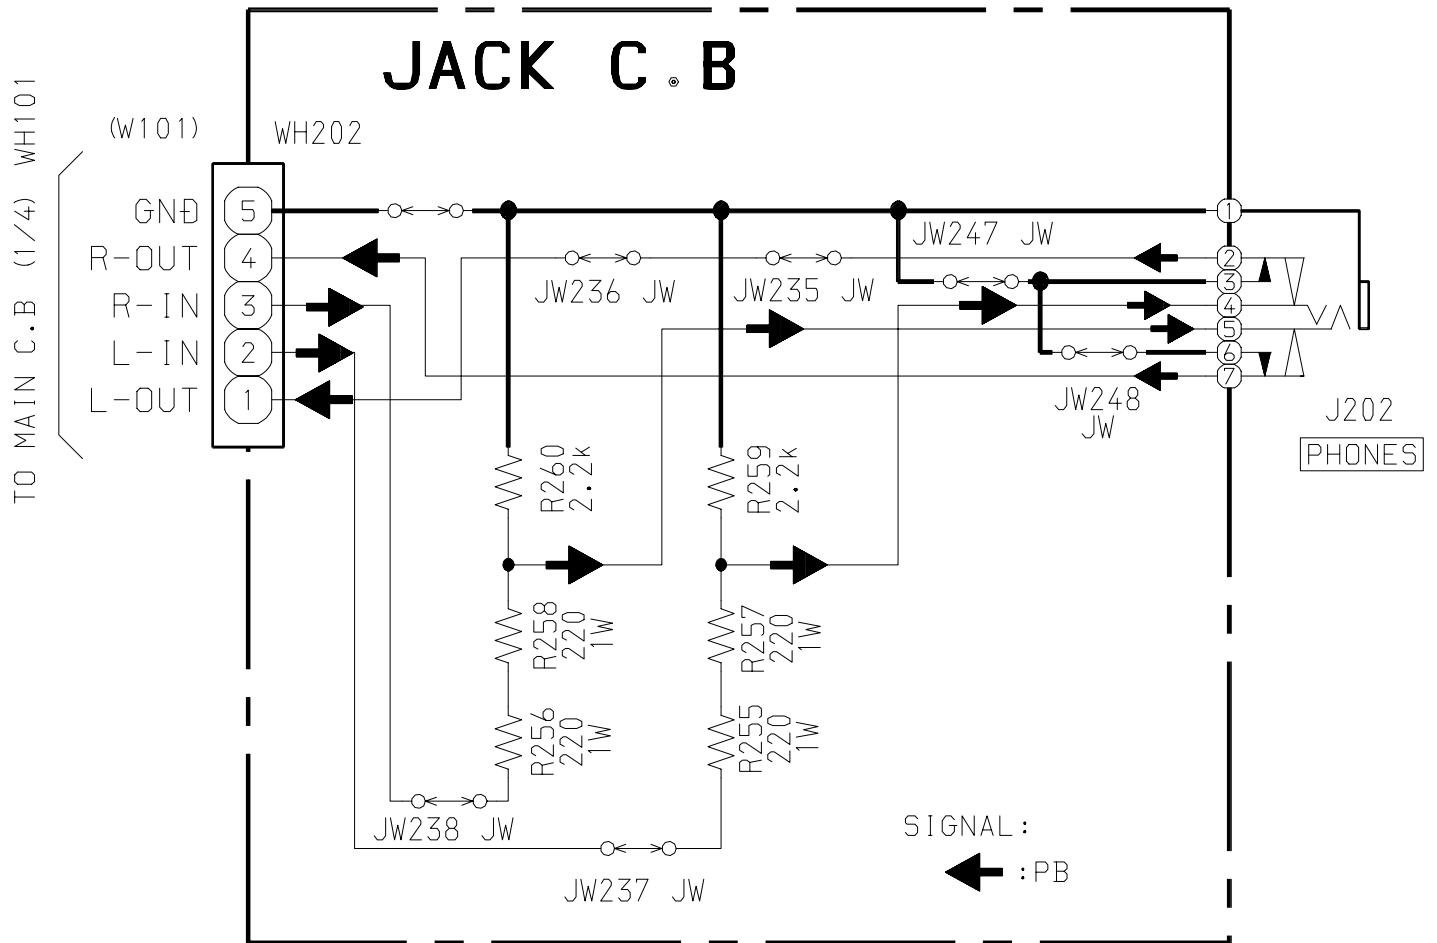 JACK C.B
TO MAIN C.B (1/4) WH101
(W101)
WH202
GND 5
R-OUT 4
R-IN 3
L-IN 2
L-OUT 1
JW236 JW
JW235 JW
JW247 JW
JW248
JW
1
2
3
4
5
6
7
J202
PHONES
R260
2.2k
R259
2.2k
R258
220
1W
R257
220
1W
R256
220
1W
R255
220
1W
JW238 JW
JW237 JW
SIGNAL:
:PB